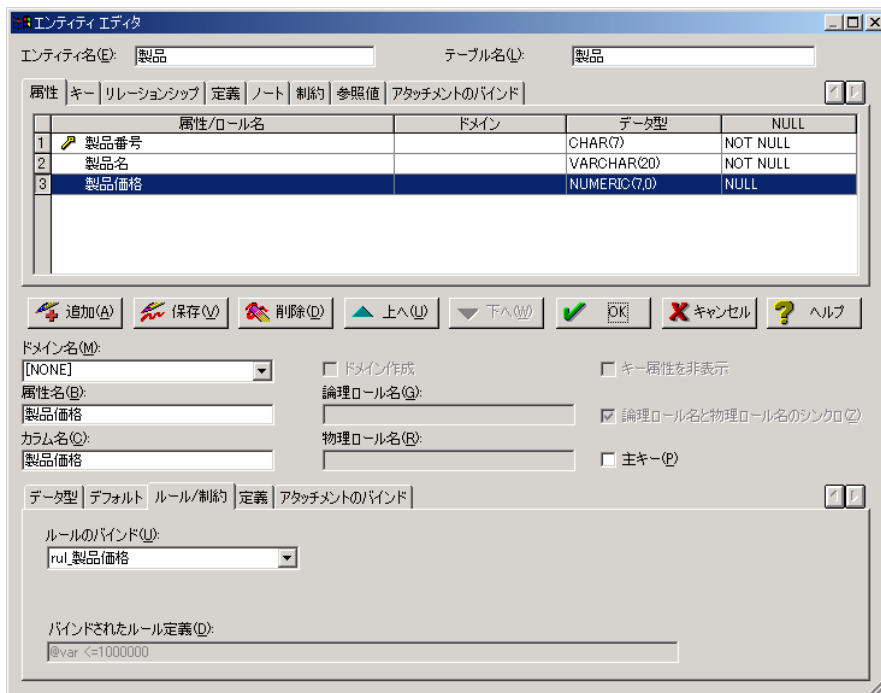 エンティティ エディタ
エンティティ名(E): 製品 テーブル名(L): 製品
属性 キー リレーションシップ 定義 ノート 制約 参照値 アタッチメントのバインド
属性/ロール名 ドメイン データ型 NULL
1 製品番号 CHAR(7) NOT NULL
2 製品名 VARCHAR(20) NOT NULL
3 製品価格 NUMERIC(7,0) NULL
追加(A) 保存(V) 削除(D) 上へ(U) 下へ(W) OK キャンセル ヘルプ
ドメイン名(M):
[NONE] ドメイン作成 キー属性を非表示
属性名(B): 論理ロール名(G):
製品価格 論理ロール名と物理ロール名のシンクロ(Z)
カラム名(C): 物理ロール名(R):
製品価格 主キー(P)
データ型 デフォルト ルール/制約 定義 アタッチメントのバインド
ルールのバインド(U):
rul_製品価格
バインドされたルール定義(D):
@var <=1000000